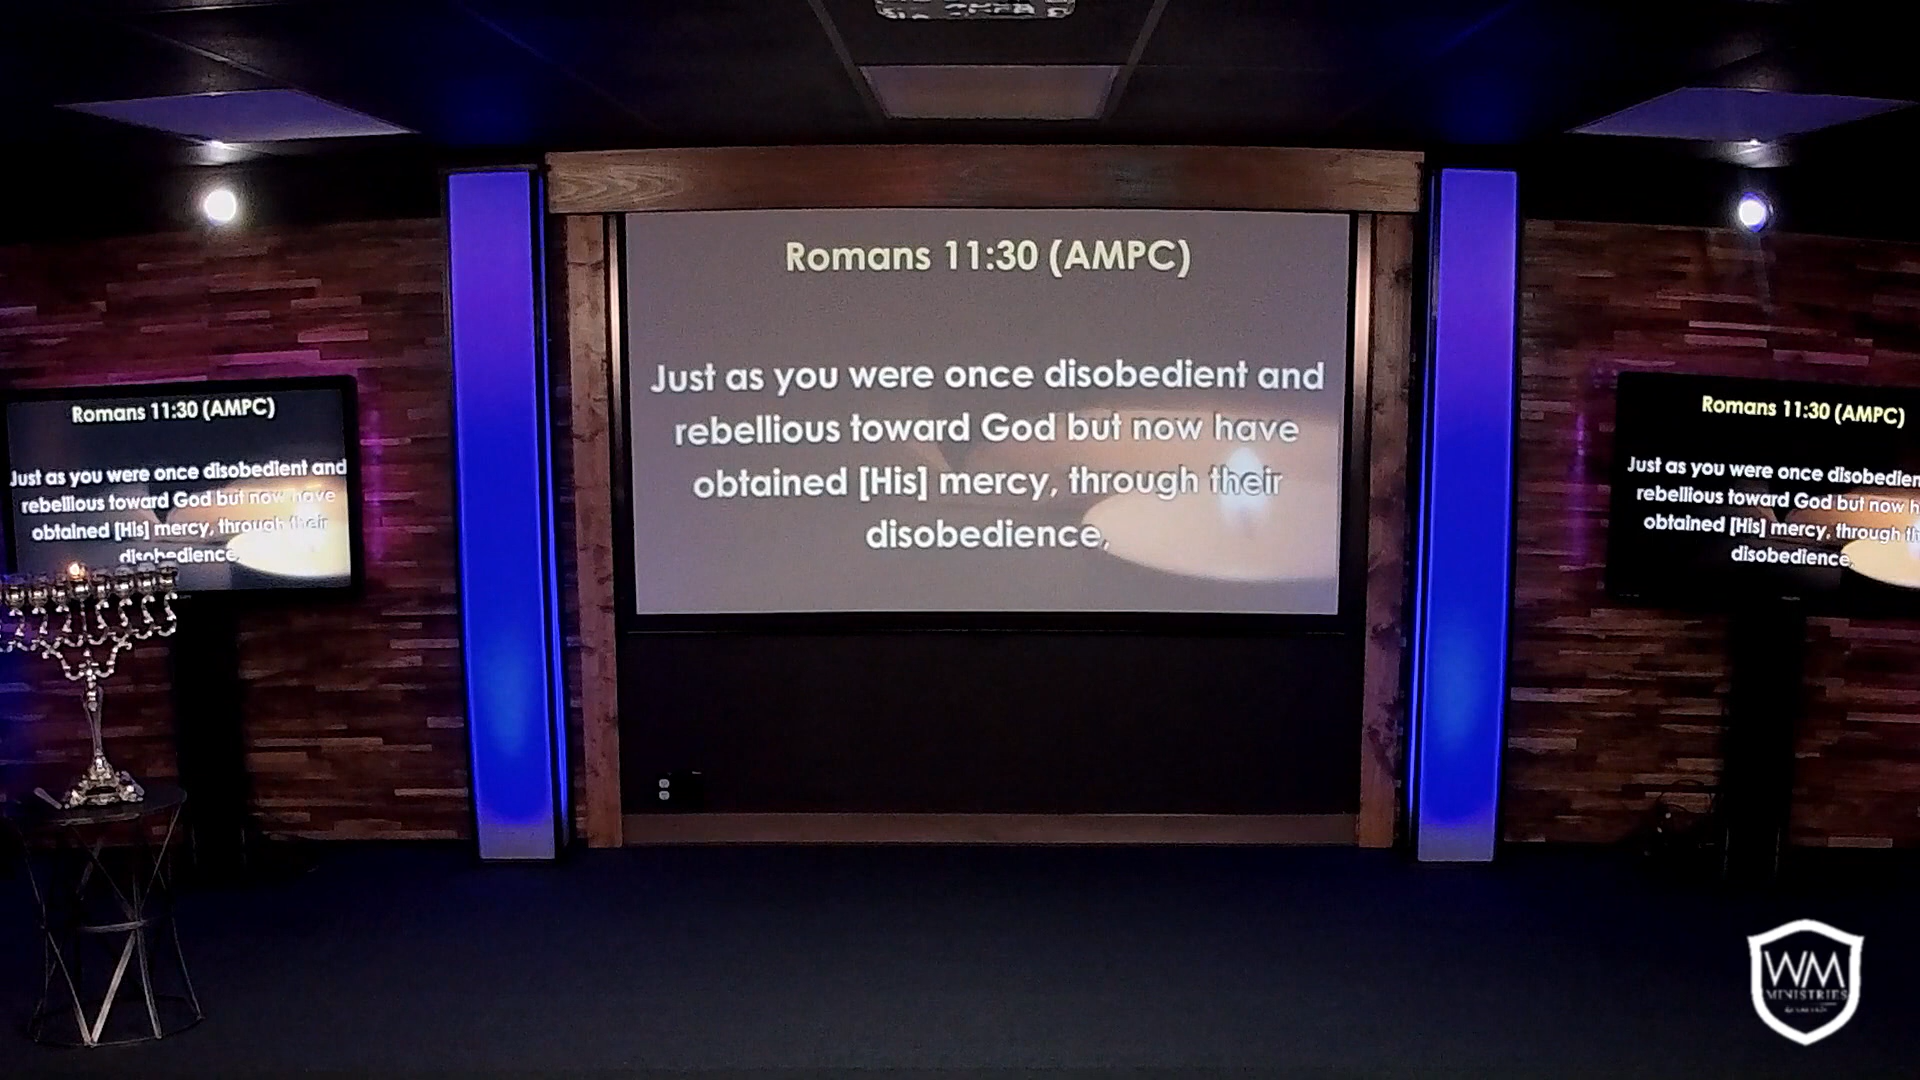 Romans 11:30 (AMPC)
Just as you were once disobedient and
rebellious toward God but now have
obtained [His] mercy, through their
disobedience,
Romans 11:30 (AMPC)
Just as you were once disobedient and
rebellious toward God but now have
obtained [His] mercy, through their
disobedience,
Romans 11:30 (AMPC)
Just as you were once disobedien
rebellious toward God but now h
obtained [His] mercy, through th
disobedience,
WM
MINISTRIES